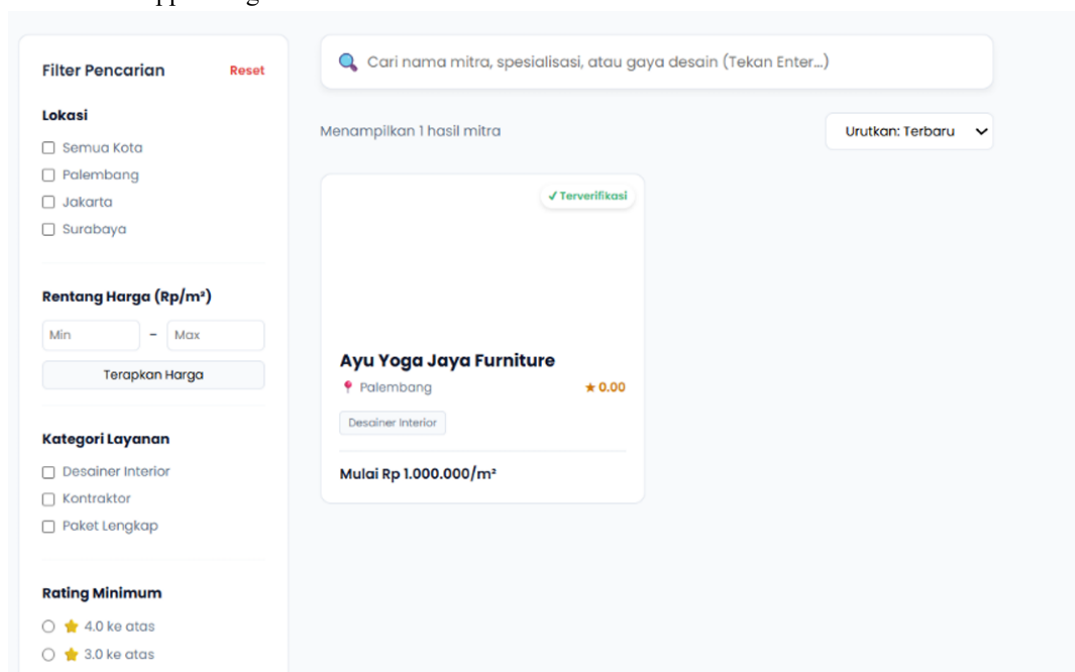 Filter Pencarian
Reset
Lokasi
Semua Kota
Palembang
Jakarta
Surabaya
Rentang Harga (Rp/m²)
Min - Max
Terapkan Harga
Kategori Layanan
Desainer Interior
Kontraktor
Paket Lengkap
Rating Minimum
4.0 ke atas
3.0 ke atas
Cari nama mitra, spesialisasi, atau gaya desain (Tekan Enter...)
Menampilkan 1 hasil mitra
Urutkan: Terbaru
✓ Terverifikasi
Ayu Yoga Jaya Furniture
Palembang
★ 0.00
Desainer Interior
Mulai Rp 1.000.000/m²